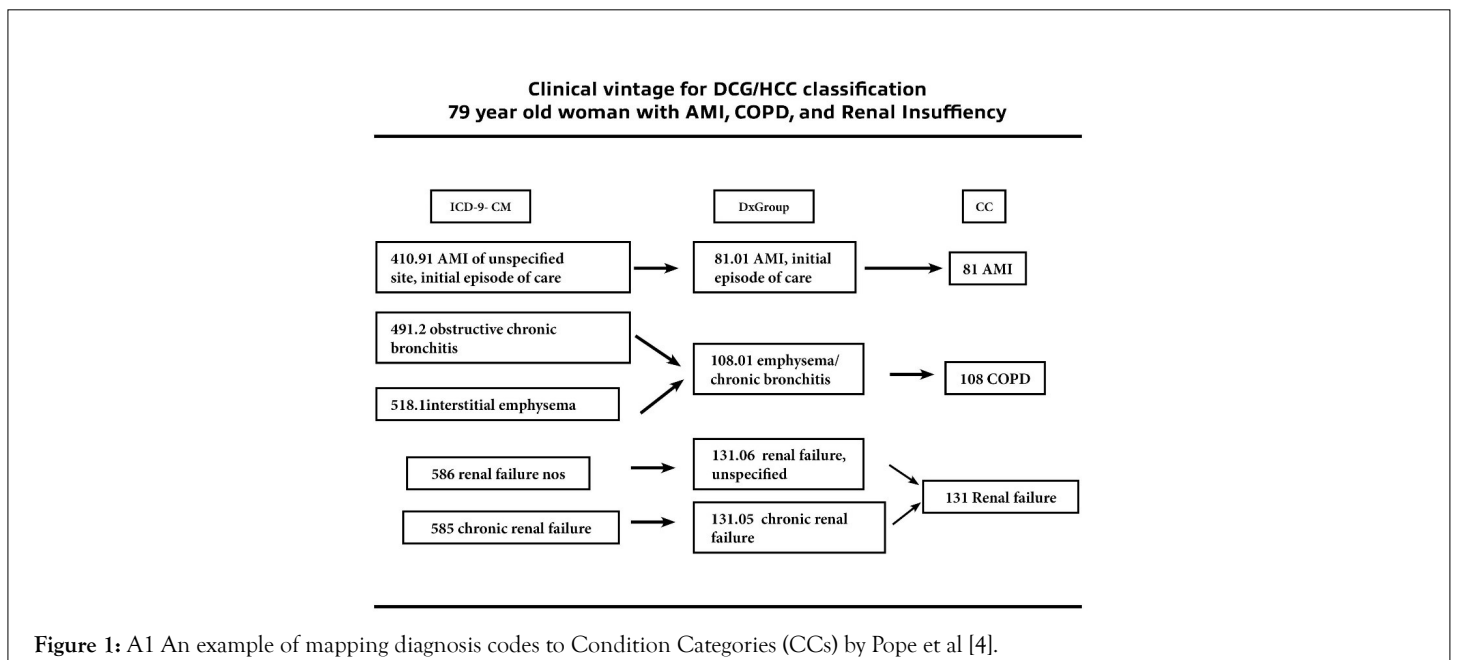 Clinical vintage for DCG/HCC classification
79 year old woman with AMI, COPD, and Renal Insuffiency
ICD-9- CM
DxGroup
CC
410.91 AMI of unspecified
site, initial episode of care
81.01 AMI, initial
episode of care
81 AMI
491.2 obstructive chronic
bronchitis
108.01 emphysema/
chronic bronchitis
108 COPD
518.1interstitial emphysema
586 renal failure nos
131.06 renal failure,
unspecified
131 Renal failure
585 chronic renal failure
131.05 chronic renal
failure
Figure 1: A1 An example of mapping diagnosis codes to Condition Categories (CCs) by Pope et al [4].